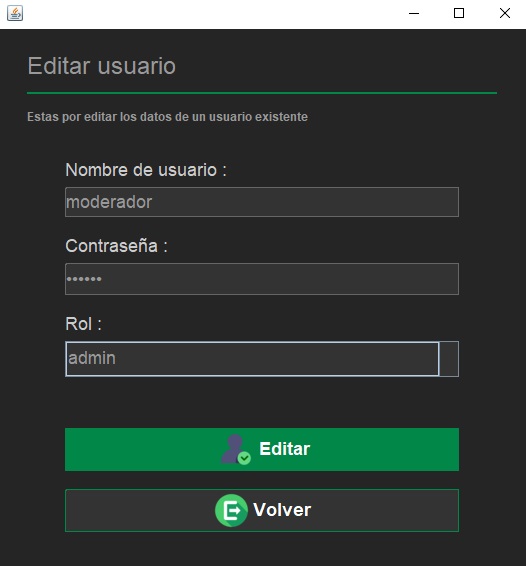 Editar usuario
Estas por editar los datos de un usuario existente
Nombre de usuario :
moderador
Contraseña :
••••••
Rol :
admin
Editar
Volver